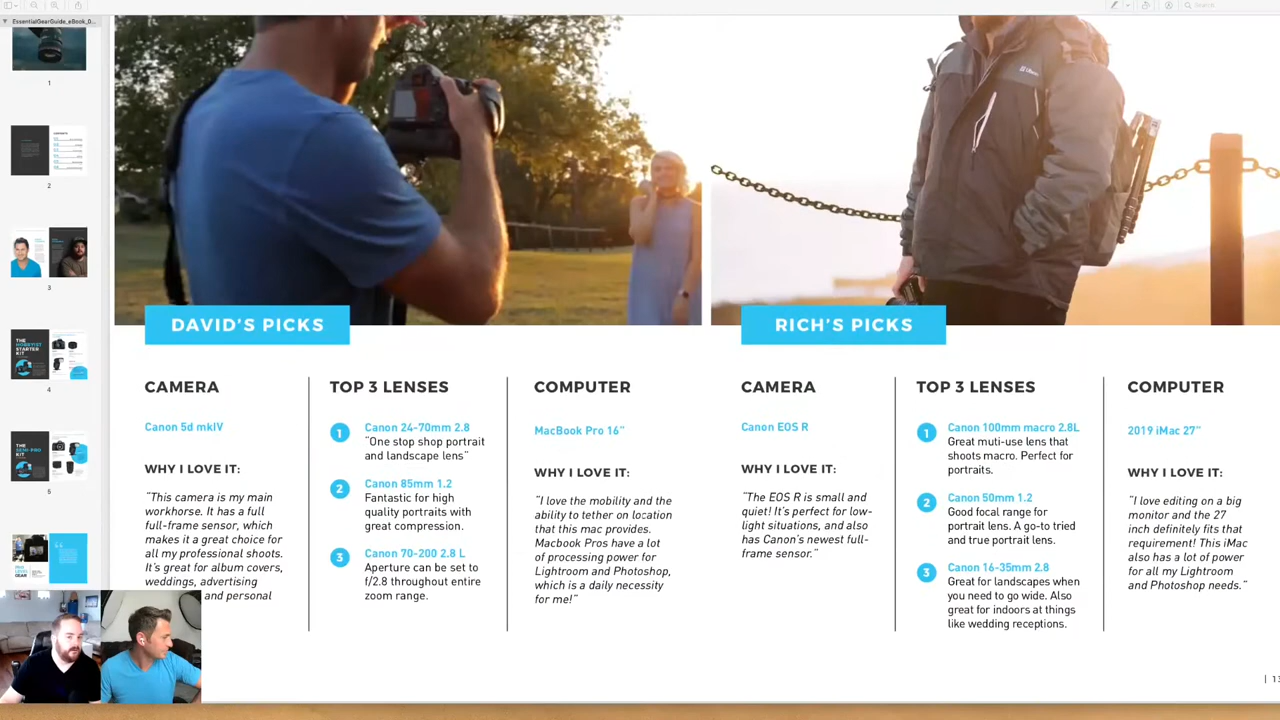 EssentialGearGuide_eBook_0...
Search
1
2
3
4
5
DAVID'S PICKS
CAMERA
Canon 5d mkIV
WHY I LOVE IT:
"This camera is my main
workhorse. It has a full
full-frame sensor, which
makes it a great choice for
all my professional shoots.
It's great for album covers,
weddings, advertising
and personal
TOP 3 LENSES
1
Canon 24-70mm 2.8
"One stop shop portrait
and landscape lens"
2
Canon 85mm 1.2
Fantastic for high
quality portraits with
great compression.
3
Canon 70-200 2.8 L
Aperture can be set to
f/2.8 throughout entire
zoom range.
COMPUTER
MacBook Pro 16"
WHY I LOVE IT:
"I love the mobility and the
ability to tether on location
that this mac provides.
Macbook Pros have a lot
of processing power for
Lightroom and Photoshop,
which is a daily necessity
for me!"
RICH'S PICKS
CAMERA
Canon EOS R
WHY I LOVE IT:
"The EOS R is small and
quiet! It's perfect for low-
light situations, and also
has Canon's newest full-
frame sensor."
TOP 3 LENSES
1
Canon 100mm macro 2.8L
Great muti-use lens that
shoots macro. Perfect for
portraits.
2
Canon 50mm 1.2
Good focal range for
portrait lens. A go-to tried
and true portrait lens.
3
Canon 16-35mm 2.8
Great for landscapes when
you need to go wide. Also
great for indoors at things
like wedding receptions.
COMPUTER
2019 iMac 27"
WHY I LOVE IT:
"I love editing on a big
monitor and the 27
inch definitely fits that
requirement! This iMac
also has a lot of power
for all my Lightroom
and Photoshop needs."
| 13